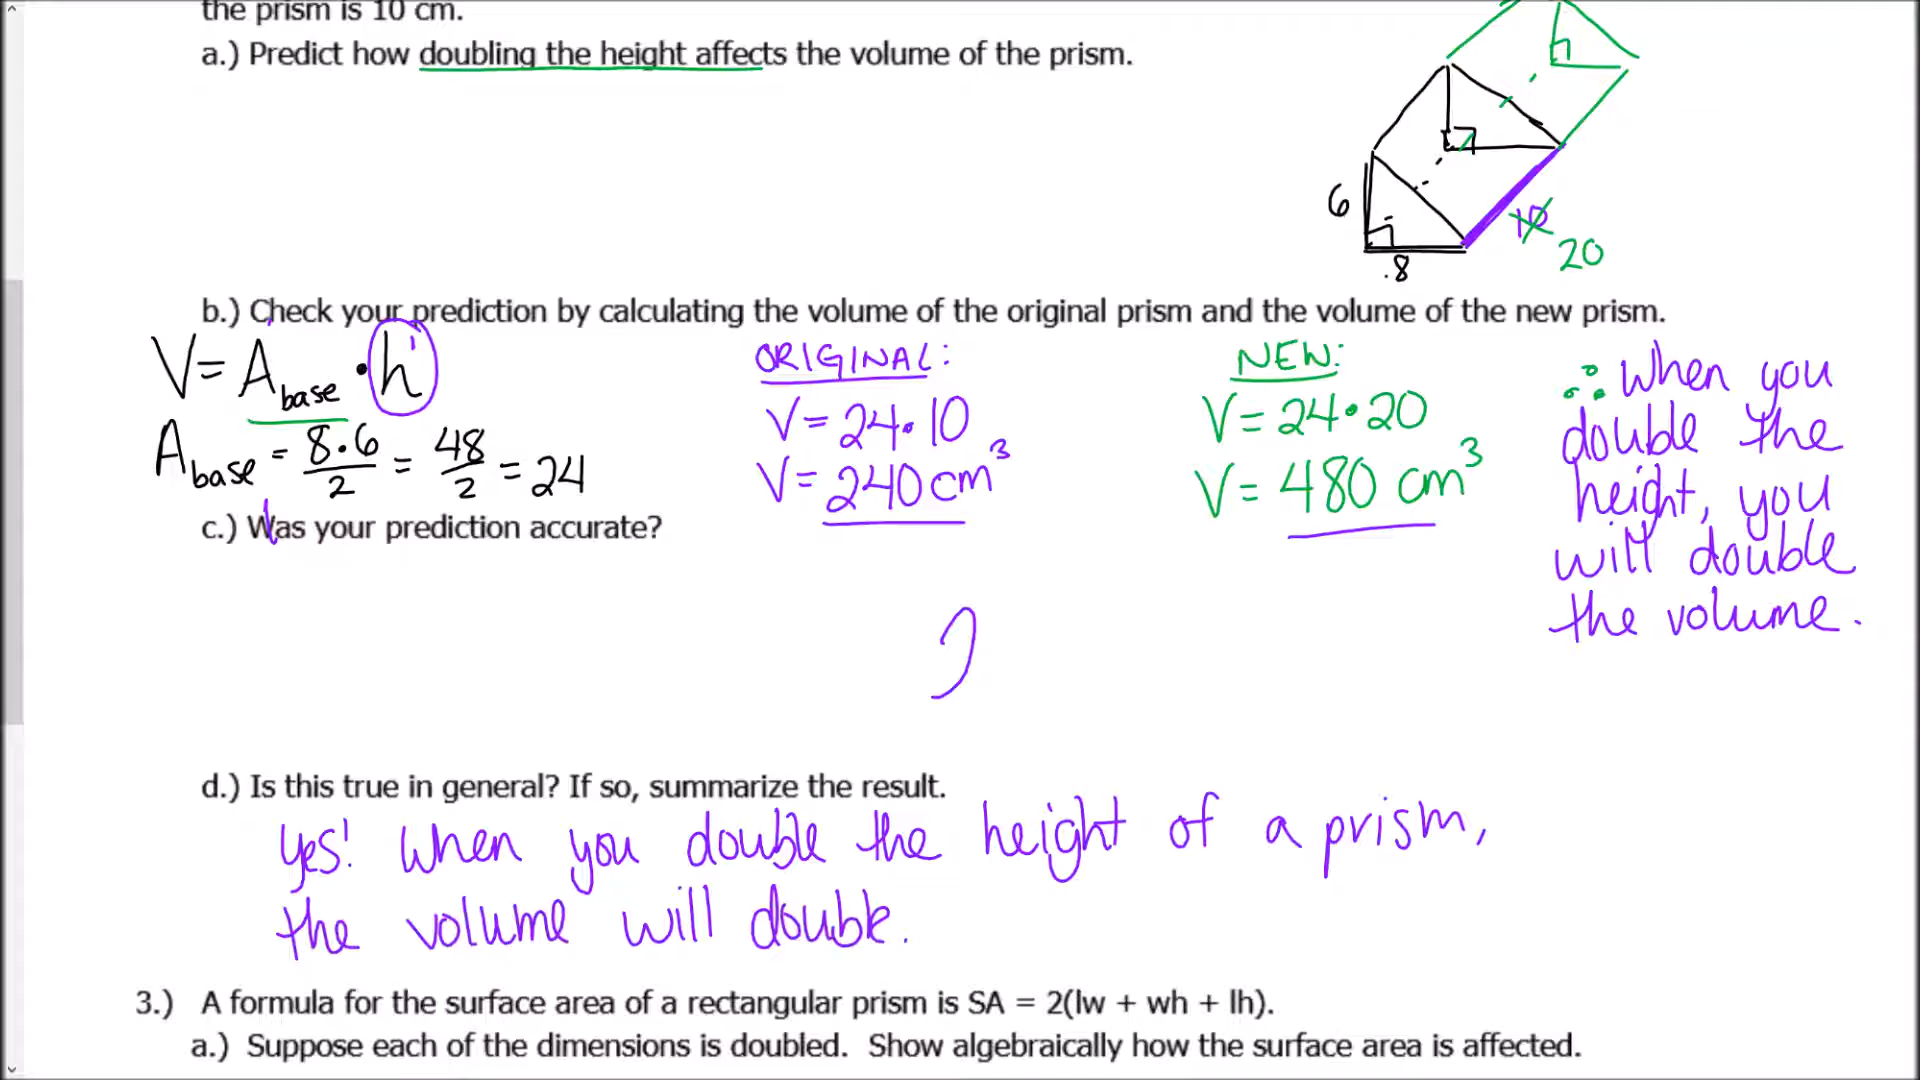 the prism is 10 cm.
a.) Predict how doubling the height affects the volume of the prism.
h
6
10
20
8
b.) Check your prediction by calculating the volume of the original prism and the volume of the new prism.
V = A base • h
ORIGINAL:
NEW:
∴ When you
double the
height, you
will double
the volume.
V = 24 • 10
V = 24 • 20
A base = 8 • 6 / 2 = 48 / 2 = 24
V = 240 cm³
V = 480 cm³
c.) Was your prediction accurate?
d.) Is this true in general? If so, summarize the result.
Yes! When you double the height of a prism,
the volume will double.
3.) A formula for the surface area of a rectangular prism is SA = 2(lw + wh + lh).
a.) Suppose each of the dimensions is doubled. Show algebraically how the surface area is affected.